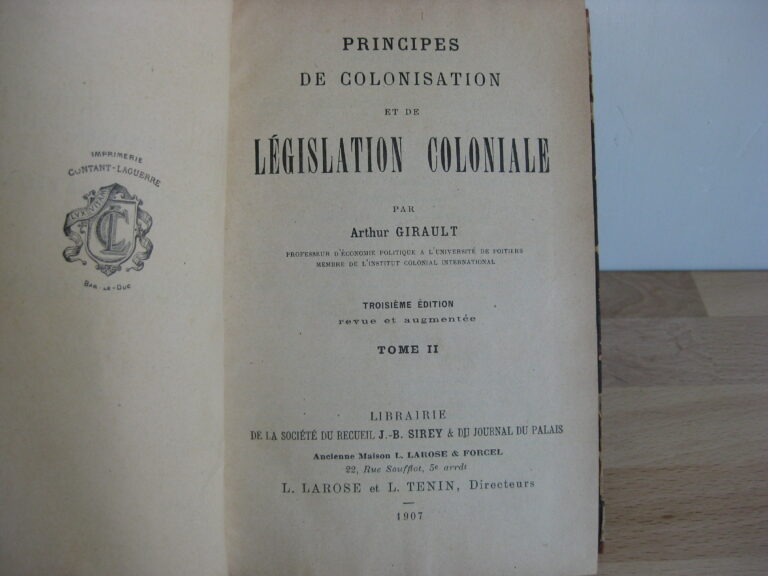 IMPRIMERIE
CONTANT-LAGUERRE
CL
BAR-LE-DUC
PRINCIPES
DE COLONISATION
ET DE
LÉGISLATION COLONIALE
PAR
Arthur GIRAULT
PROFESSEUR D'ÉCONOMIE POLITIQUE A L'UNIVERSITÉ DE POITIERS
MEMBRE DE L'INSTITUT COLONIAL INTERNATIONAL
TROISIÈME ÉDITION
revue et augmentée
TOME II
LIBRAIRIE
DE LA SOCIÉTÉ DU RECUEIL J.-B. SIREY & DU JOURNAL DU PALAIS
Ancienne Maison L. LAROSE & FORCEL
22, Rue Soufflot, 5e arrdt
L. LAROSE et L. TENIN, Directeurs
1907